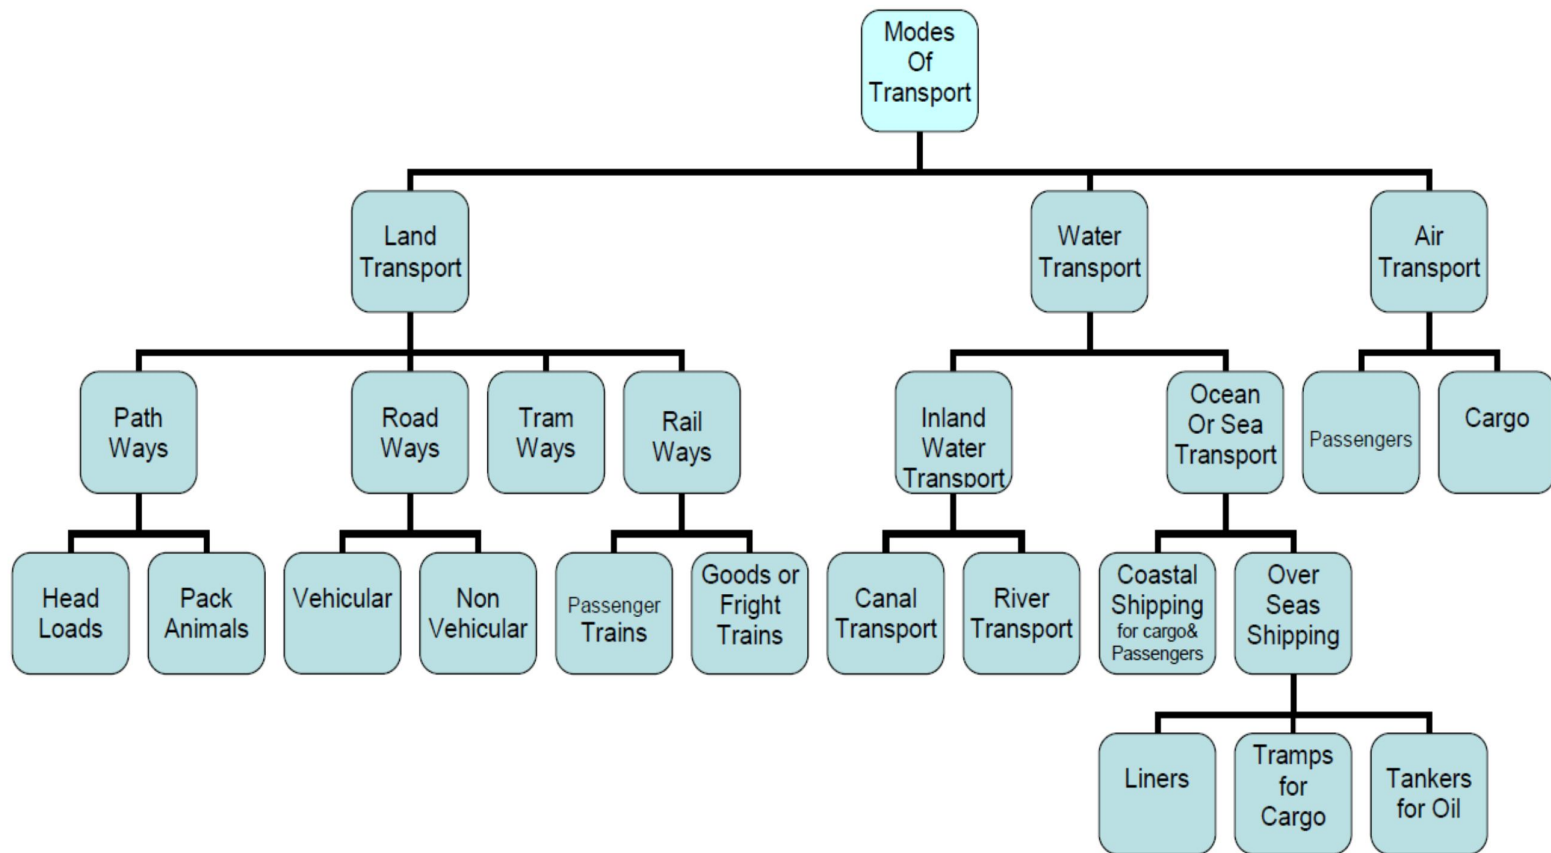 Modes
Of
Transport
Land
Transport
Water
Transport
Air
Transport
Path
Ways
Road
Ways
Tram
Ways
Rail
Ways
Inland
Water
Transport
Ocean
Or Sea
Transport
Passengers
Cargo
Head
Loads
Pack
Animals
Vehicular
Non
Vehicular
Passenger
Trains
Goods or
Fright
Trains
Canal
Transport
River
Transport
Coastal
Shipping
for cargo&
Passengers
Over
Seas
Shipping
Liners
Tramps
for
Cargo
Tankers
for Oil